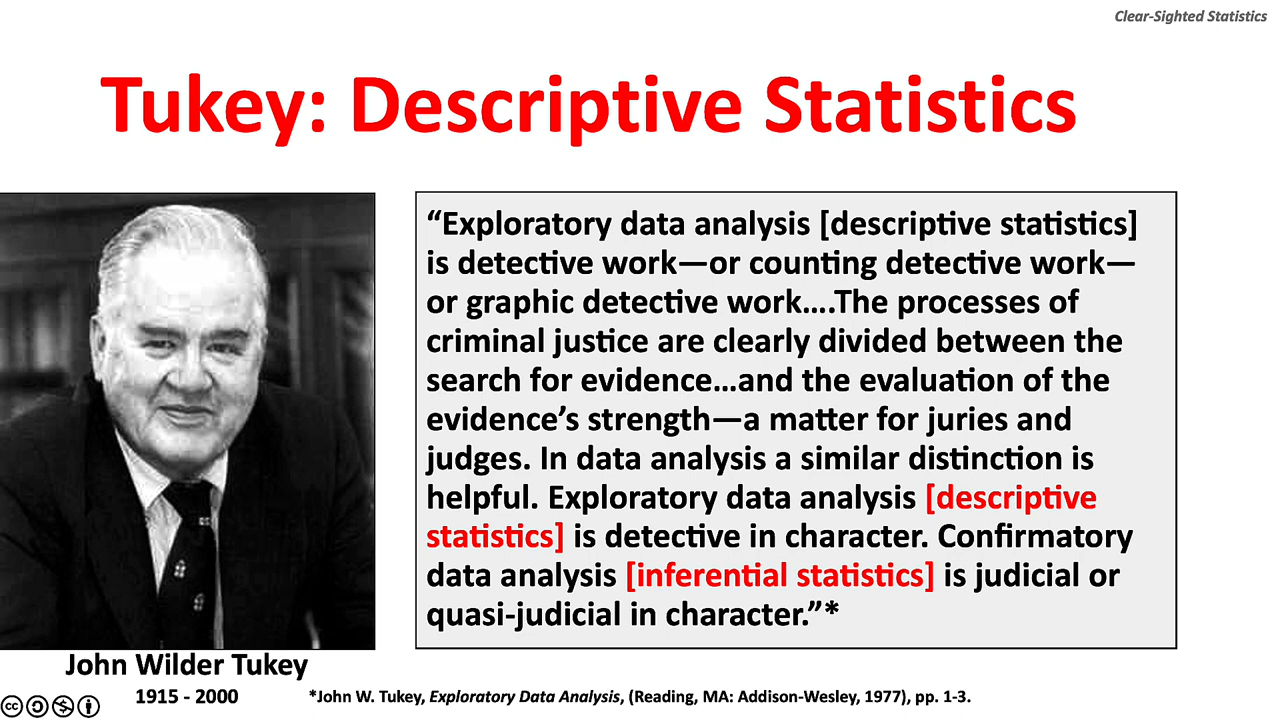 Clear-Sighted Statistics
Tukey: Descriptive Statistics
“Exploratory data analysis [descriptive statistics]
is detective work—or counting detective work—
or graphic detective work….The processes of
criminal justice are clearly divided between the
search for evidence…and the evaluation of the
evidence’s strength—a matter for juries and
judges. In data analysis a similar distinction is
helpful. Exploratory data analysis [descriptive
statistics] is detective in character. Confirmatory
data analysis [inferential statistics] is judicial or
quasi-judicial in character.”*
John Wilder Tukey
1915 - 2000
*John W. Tukey, Exploratory Data Analysis, (Reading, MA: Addison-Wesley, 1977), pp. 1-3.
cc